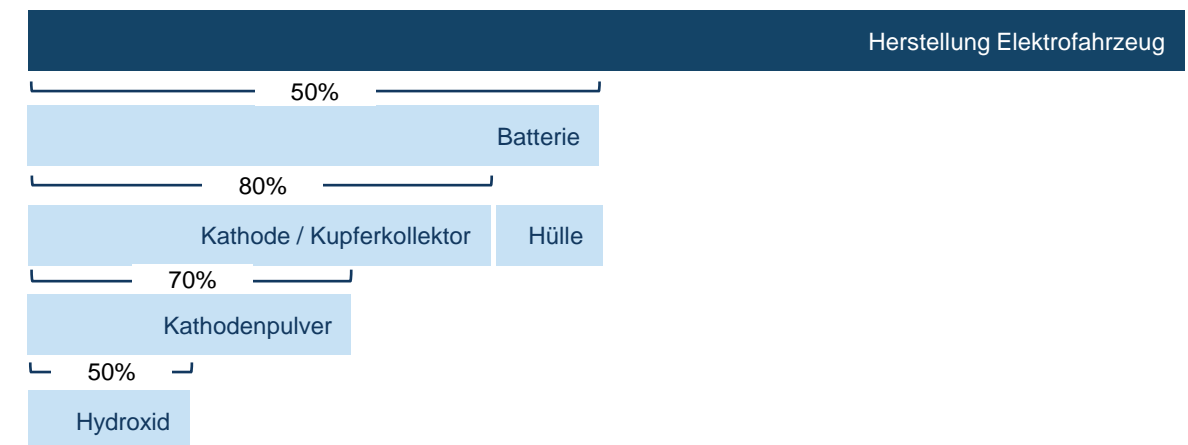 Herstellung Elektrofahrzeug
50%
Batterie
80%
Kathode / Kupferkollektor Hülle
70%
Kathodenpulver
50%
Hydroxid